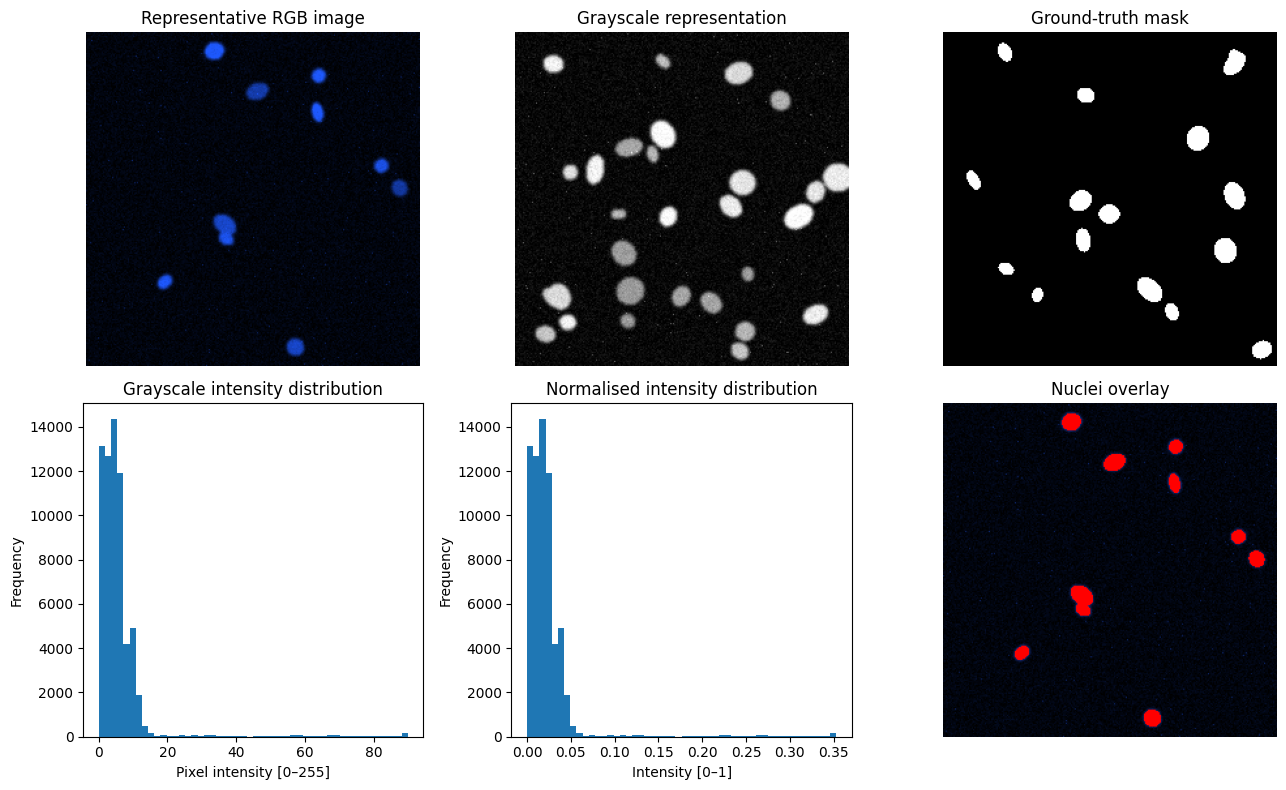 Representative RGB image
Grayscale representation
Ground-truth mask
Grayscale intensity distribution
Frequency
14000
12000
10000
8000
6000
4000
2000
0
0 20 40 60 80
Pixel intensity [0–255]
Normalised intensity distribution
Frequency
14000
12000
10000
8000
6000
4000
2000
0
0.00 0.05 0.10 0.15 0.20 0.25 0.30 0.35
Intensity [0–1]
Nuclei overlay